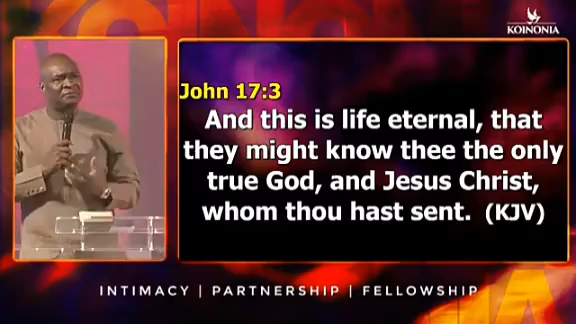 KOINONIA
John 17:3
And this is life eternal, that
they might know thee the only
true God, and Jesus Christ,
whom thou hast sent. (KJV)
INTIMACY | PARTNERSHIP | FELLOWSHIP